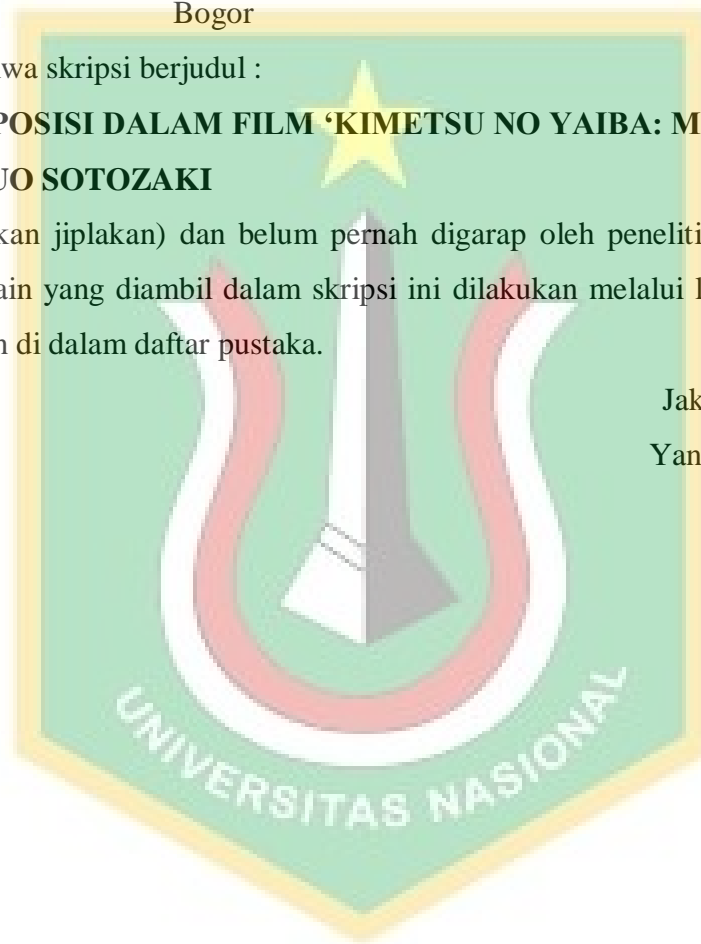 Bogor
wa skripsi berjudul :
POSISI DALAM FILM ‘KIMETSU NO YAIBA: M
UO SOTOZAKI
kan jiplakan) dan belum pernah digarap oleh peneliti
ain yang diambil dalam skripsi ini dilakukan melalui
n di dalam daftar pustaka.
Jak
Yan
UNIVERSITAS NASIONAL